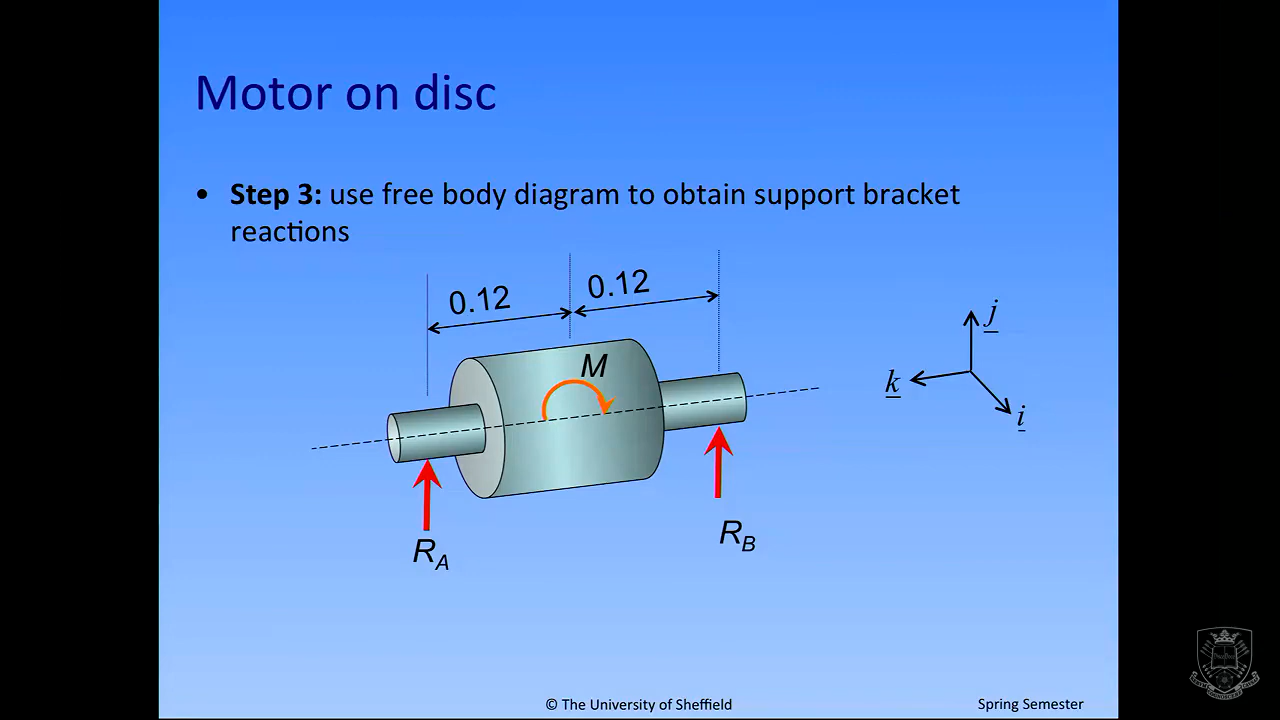 Motor on disc
• Step 3: use free body diagram to obtain support bracket
reactions
0.12
0.12
M
j
k
i
R_A
R_B
© The University of Sheffield
Spring Semester